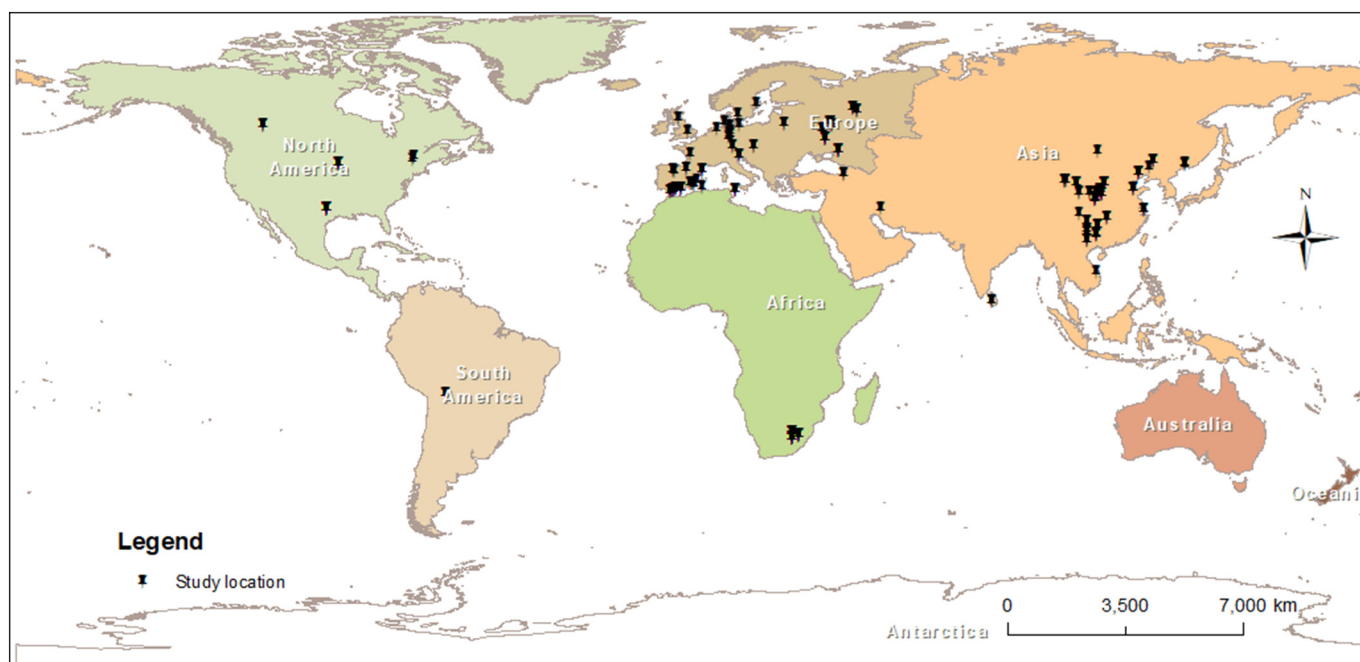 North
America
Europe
Asia
N
Africa
South
America
Australia
Oceani
Legend
Study location
0 3,500 7,000 km
Antarctica